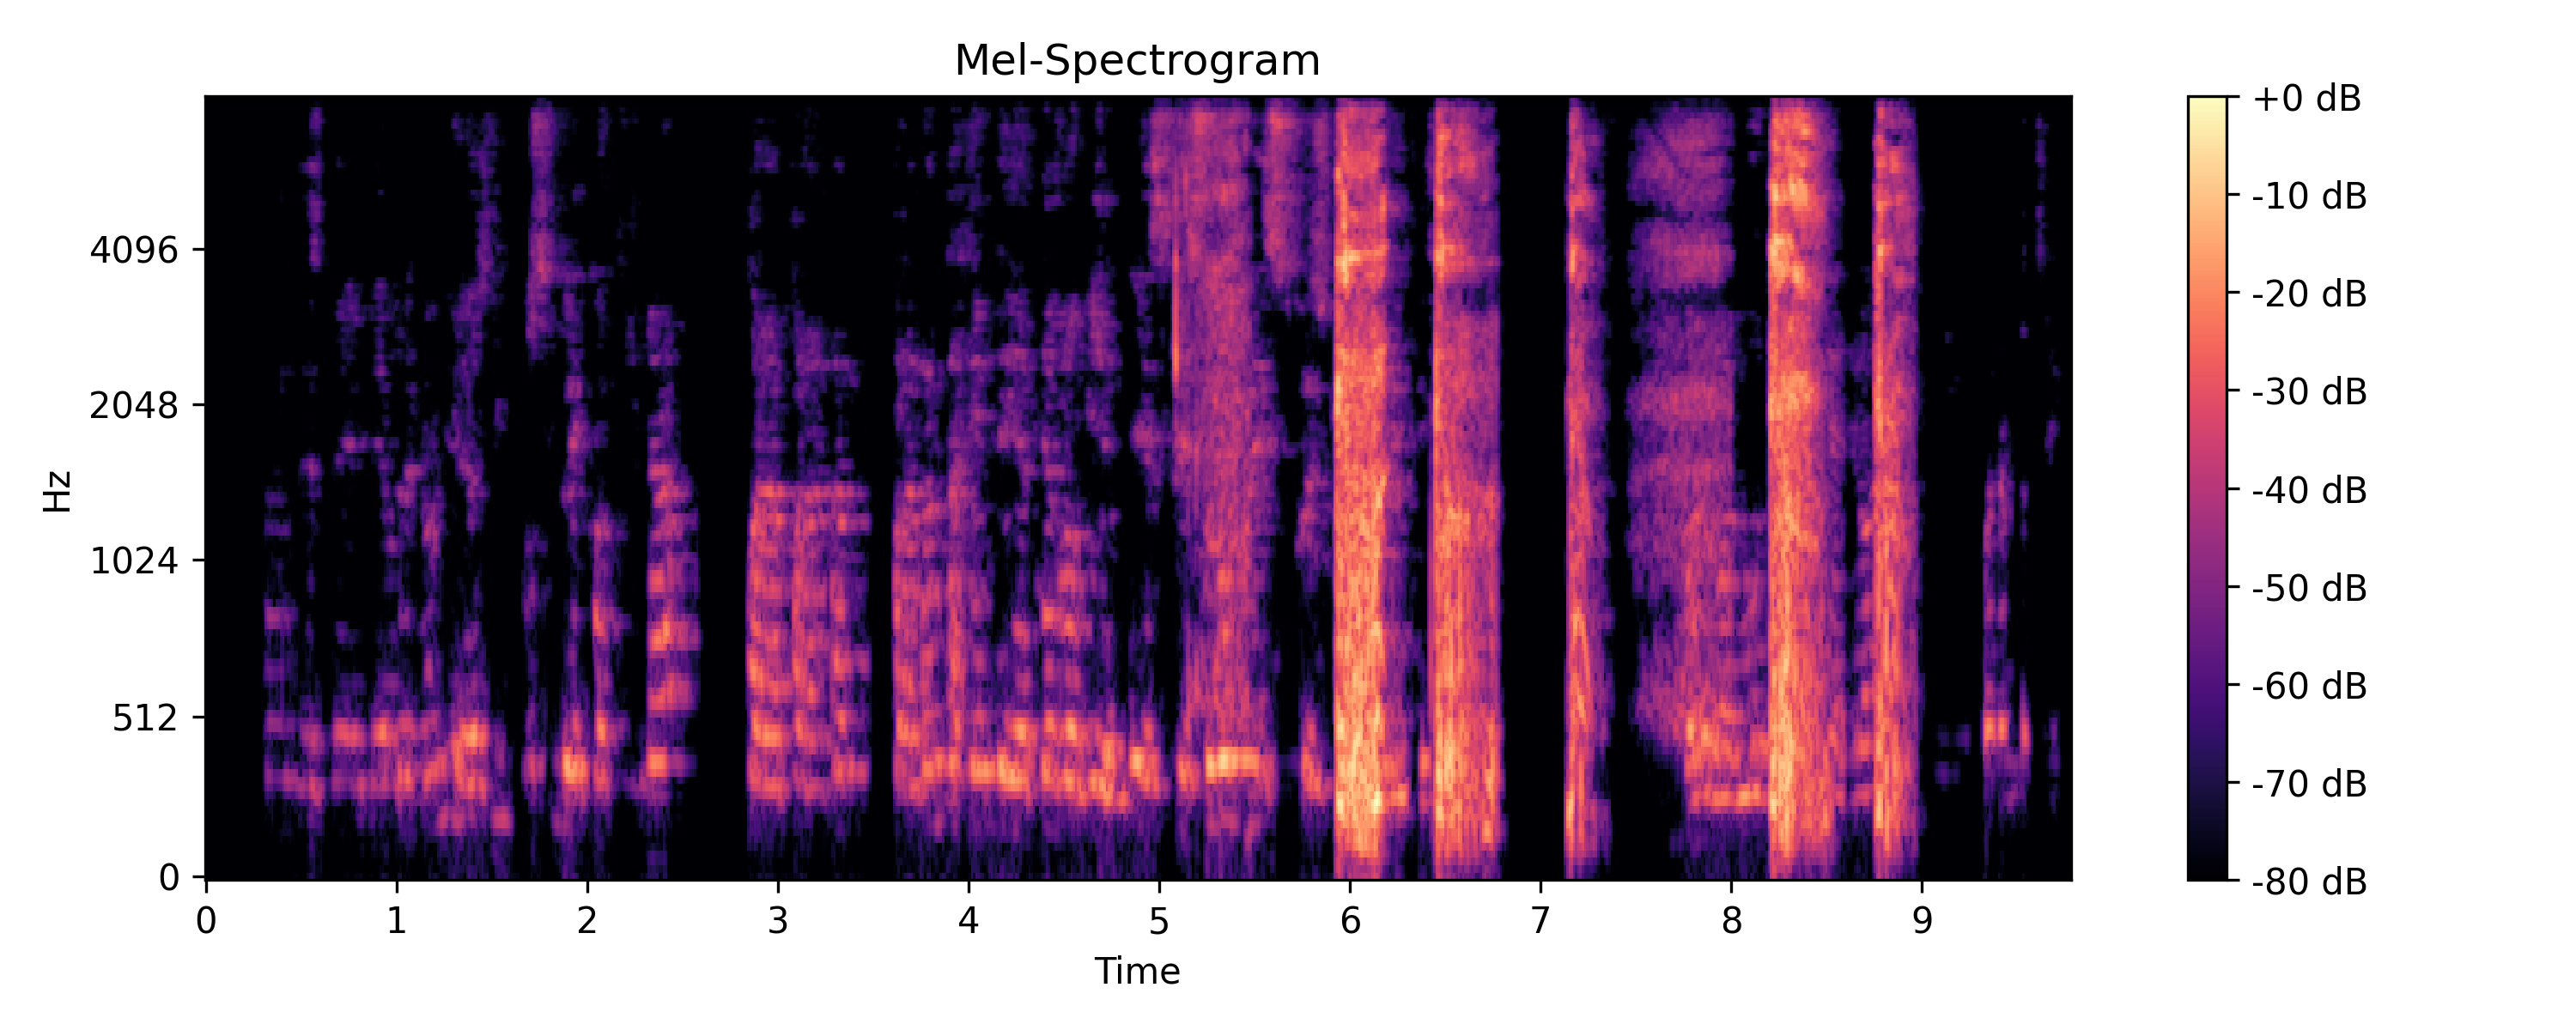 Mel-Spectrogram
+0 dB
-10 dB
-20 dB
-30 dB
-40 dB
-50 dB
-60 dB
-70 dB
-80 dB
Hz
4096
2048
1024
512
0
0 1 2 3 4 5 6 7 8 9
Time